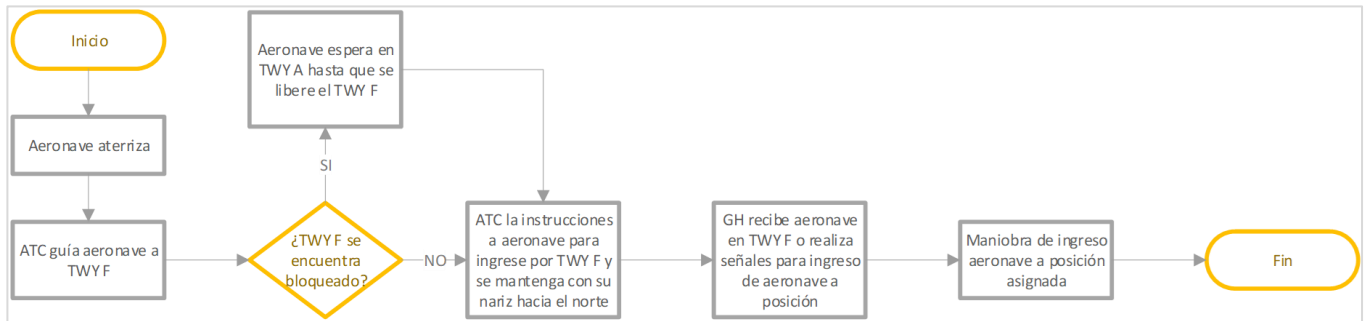 Inicio
Aeronave aterriza
ATC guía aeronave a
TWY F
¿TWY F se
encuentra
bloqueado?
SI
Aeronave espera en
TWY A hasta que se
libere el TWY F
NO
ATC la instrucciones
a aeronave para
ingrese por TWY F y
se mantenga con su
nariz hacia el norte
GH recibe aeronave
en TWY F o realiza
señales para ingreso
de aeronave a
posición
Maniobra de ingreso
aeronave a posición
asignada
Fin